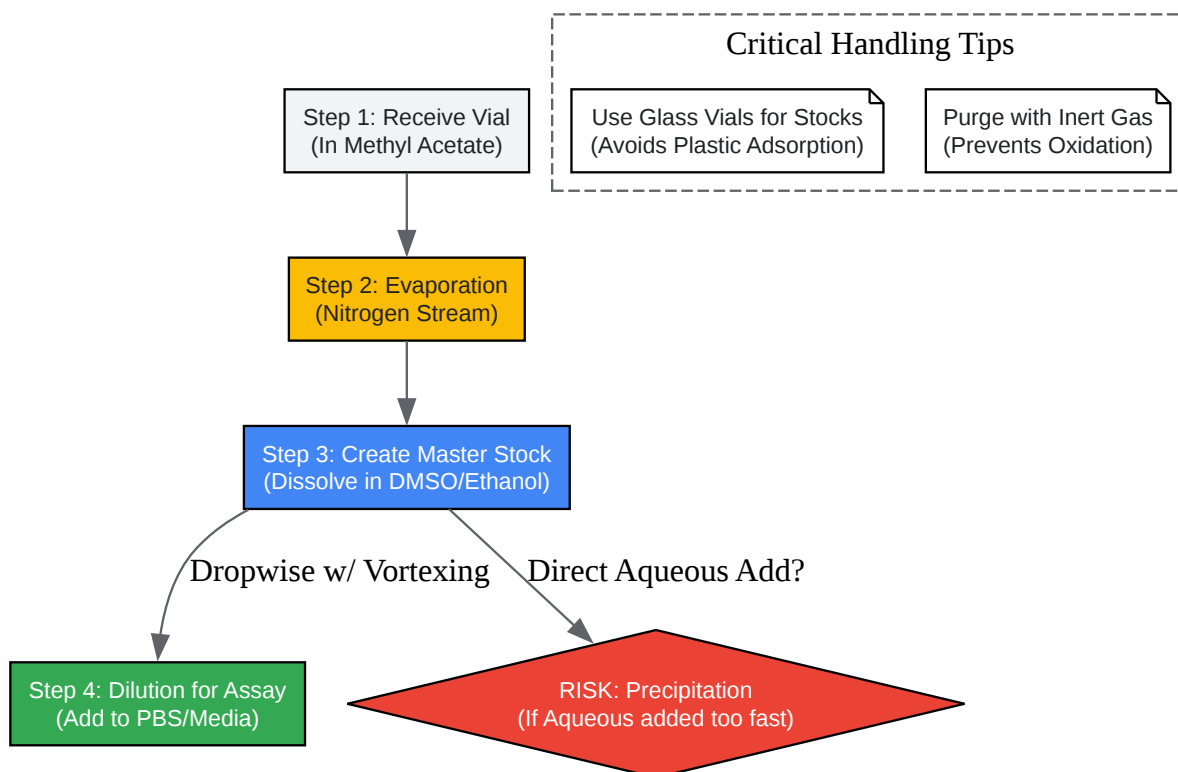 Critical Handling Tips
Step 1: Receive Vial
(In Methyl Acetate)
Use Glass Vials for Stocks
(Avoids Plastic Adsorption)
Purge with Inert Gas
(Prevents Oxidation)
Step 2: Evaporation
(Nitrogen Stream)
Step 3: Create Master Stock
(Dissolve in DMSO/Ethanol)
Dropwise w/ Vortexing
Direct Aqueous Add?
Step 4: Dilution for Assay
(Add to PBS/Media)
RISK: Precipitation
(If Aqueous added too fast)